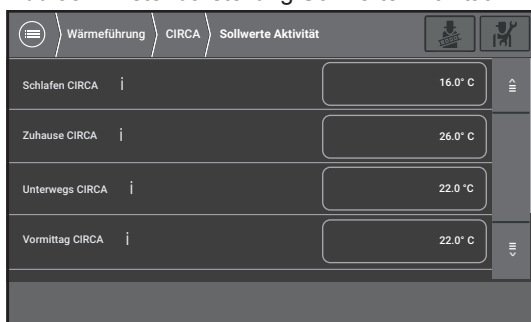 Wärmeführung CIRCA Sollwerte Aktivität
Schlafen CIRCA i 16.0° C
Zuhause CIRCA i 26.0° C
Unterwegs CIRCA i 22.0 °C
Vormittag CIRCA i 22.0° C